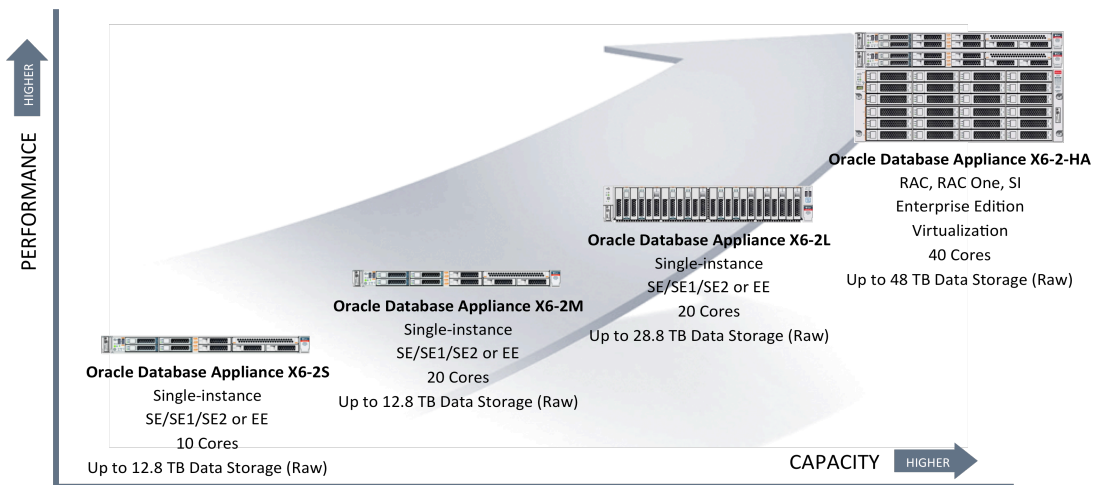 HIGHER
PERFORMANCE
Oracle Database Appliance X6-2S
Single-instance
SE/SE1/SE2 or EE
10 Cores
Up to 12.8 TB Data Storage (Raw)
Oracle Database Appliance X6-2M
Single-instance
SE/SE1/SE2 or EE
20 Cores
Up to 12.8 TB Data Storage (Raw)
Oracle Database Appliance X6-2L
Single-instance
SE/SE1/SE2 or EE
20 Cores
Up to 28.8 TB Data Storage (Raw)
Oracle Database Appliance X6-2-HA
RAC, RAC One, SI
Enterprise Edition
Virtualization
40 Cores
Up to 48 TB Data Storage (Raw)
CAPACITY
HIGHER